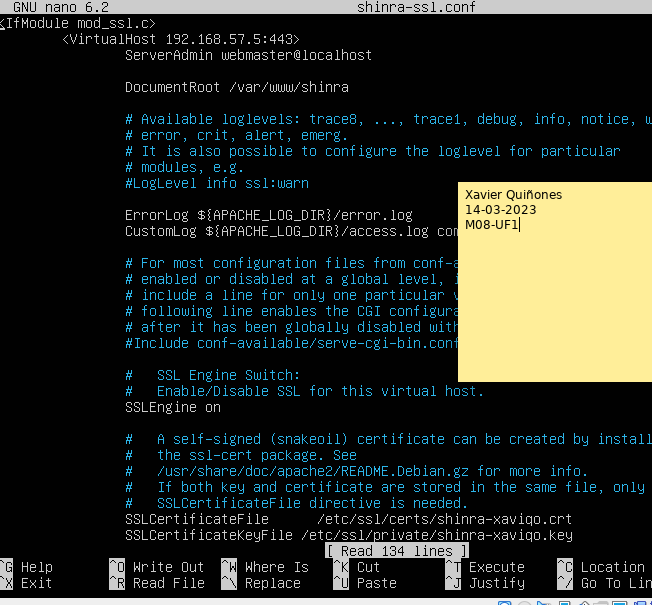 GNU nano 6.2 shinra-ssl.conf
<IfModule mod_ssl.c>
<VirtualHost 192.168.57.5:443>
ServerAdmin webmaster@localhost
DocumentRoot /var/www/shinra
# Available loglevels: trace8, ..., trace1, debug, info, notice, w
# error, crit, alert, emerg.
# It is also possible to configure the loglevel for particular
# modules, e.g.
#LogLevel info ssl:warn
Xavier Quiñones
14-03-2023
M08-UF1
ErrorLog ${APACHE_LOG_DIR}/error.log
CustomLog ${APACHE_LOG_DIR}/access.log com
# For most configuration files from conf-a
# enabled or disabled at a global level, i
# include a line for only one particular v
# following line enables the CGI configura
# after it has been globally disabled with
#Include conf-available/serve-cgi-bin.conf
#   SSL Engine Switch:
#   Enable/Disable SSL for this virtual host.
SSLEngine on
#   A self-signed (snakeoil) certificate can be created by install
#   the ssl-cert package. See
#   /usr/share/doc/apache2/README.Debian.gz for more info.
#   If both key and certificate are stored in the same file, only
#   SSLCertificateFile directive is needed.
SSLCertificateFile      /etc/ssl/certs/shinra-xavigo.crt
SSLCertificateKeyFile /etc/ssl/private/shinra-xavigo.key
[ Read 134 lines ]
^G Help ^O Write Out ^W Where Is ^K Cut ^T Execute ^C Location
^X Exit ^R Read File ^\ Replace ^U Paste ^J Justify ^/ Go To Lin